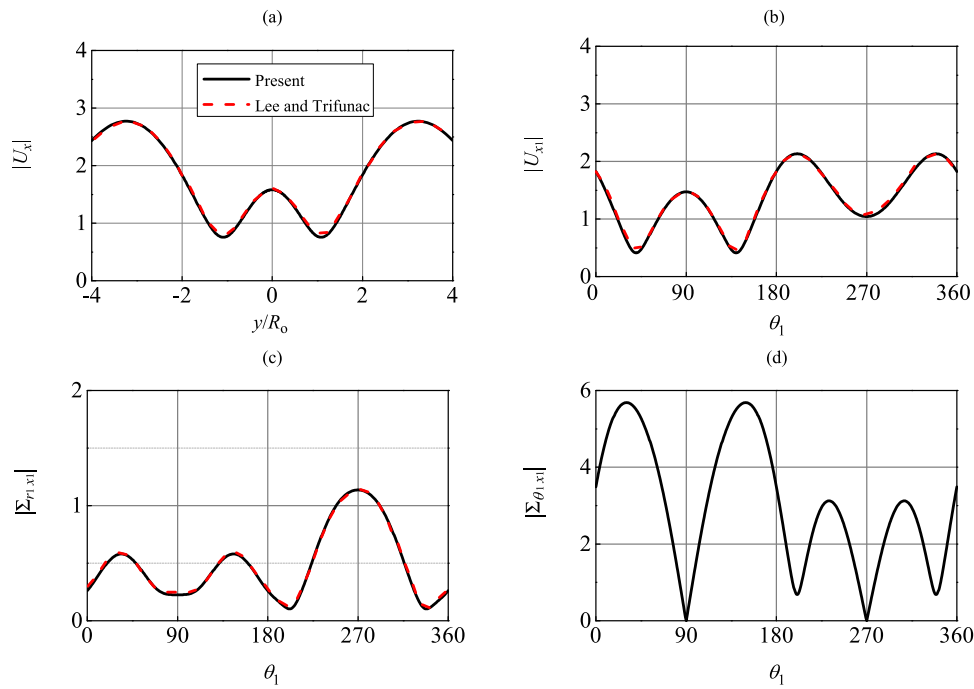 (a)
|Uₓ|
4
3
2
1
0
Present
Lee and Trifunac
-4 -2 0 2 4
y/Rₒ
(b)
|Uₓ₁|
4
3
2
1
0
0 90 180 270 360
θ₁
(c)
|Σᵣ₁ₓ₁|
2
1
0
0 90 180 270 360
θ₁
(d)
|Σθ₁ₓ₁|
6
4
2
0
0 90 180 270 360
θ₁